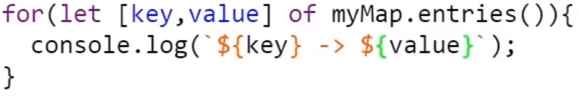 for(let [key,value] of myMap.entries()){
  console.log(`${key} -> ${value}`);
}